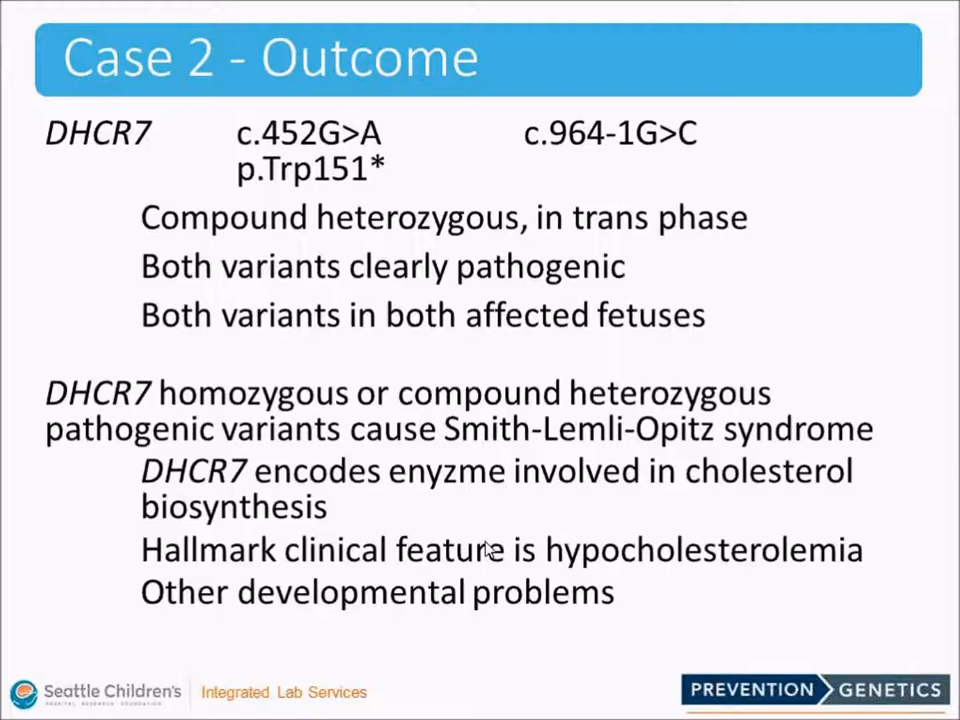 Case 2 - Outcome
DHCR7 c.452G>A c.964-1G>C
p.Trp151*
Compound heterozygous, in trans phase
Both variants clearly pathogenic
Both variants in both affected fetuses
DHCR7 homozygous or compound heterozygous
pathogenic variants cause Smith-Lemli-Opitz syndrome
DHCR7 encodes enyzme involved in cholesterol
biosynthesis
Hallmark clinical feature is hypocholesterolemia
Other developmental problems
Seattle Children's
HOSPITAL. RESEARCH. FOUNDATION
Integrated Lab Services
PREVENTION GENETICS